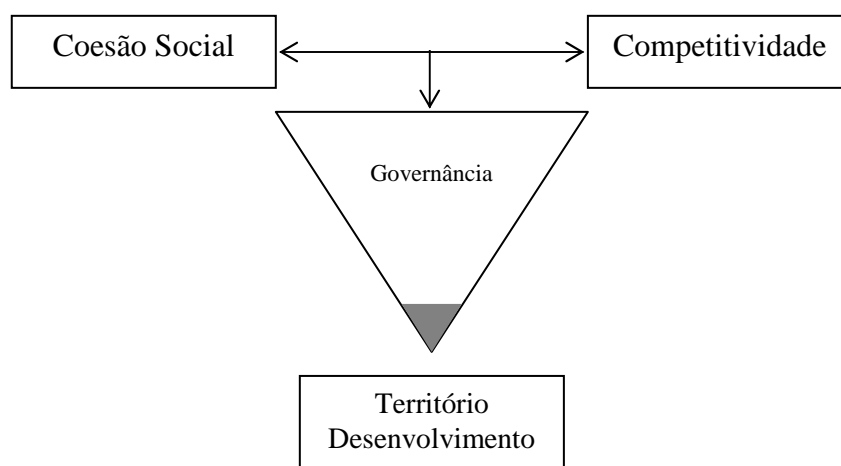 Coesão Social
Competitividade
Governância
Território
Desenvolvimento